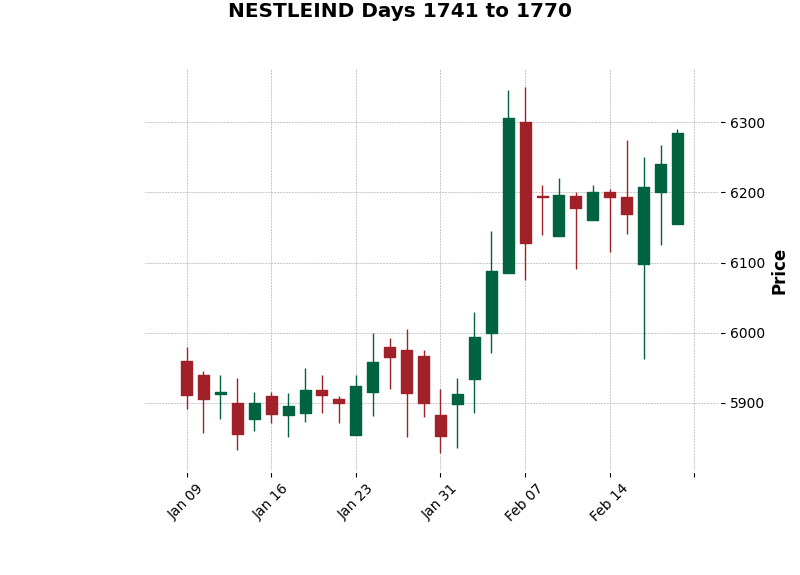 NESTLEIND Days 1741 to 1770
6300
6200
6100
6000
5900
Price
Jan 09
Jan 16
Jan 23
Jan 31
Feb 07
Feb 14